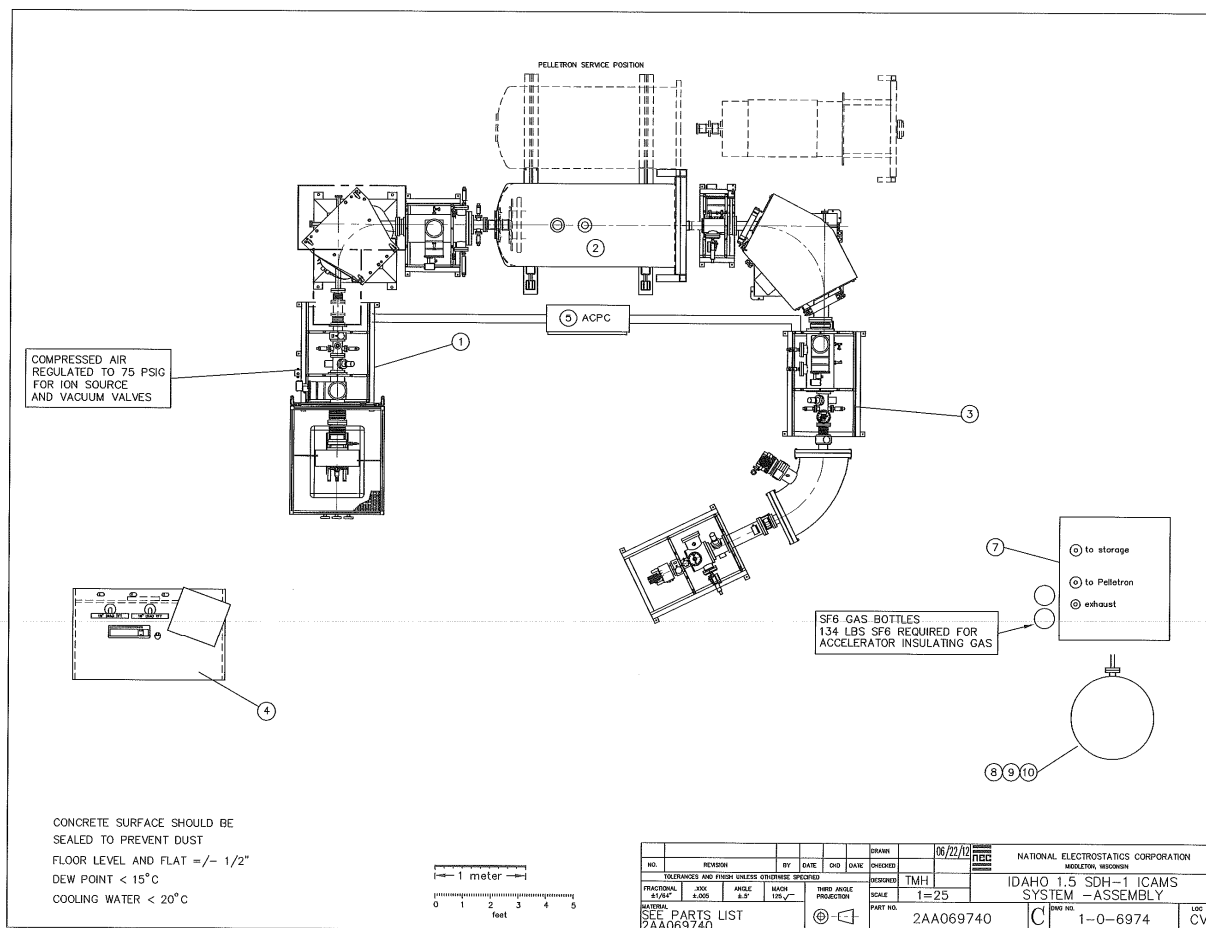 PELLETRON SERVICE POSITION
2
5 ACPC
1
COMPRESSED AIR
REGULATED TO 75 PSIG
FOR ION SOURCE
AND VACUUM VALVES
3
7
to storage
to Pelletron
exhaust
SF6 GAS BOTTLES
134 LBS SF6 REQUIRED FOR
ACCELERATOR INSULATING GAS
4
8 9 10
CONCRETE SURFACE SHOULD BE
SEALED TO PREVENT DUST
FLOOR LEVEL AND FLAT =/- 1/2"
DEW POINT < 15°C
COOLING WATER < 20°C
1 meter
0 1 2 3 4 5
feet
NO. REVISION BY DATE CHD DATE
TOLERANCES AND FINISH UNLESS OTHERWISE SPECIFIED
FRACTIONAL .XXX ANGLE MACH THIRD ANGLE
±1/64" ±.005 ±.5° 125 PROJECTION
MATERIAL
SEE PARTS LIST
2AA069740
DRAWN 06/22/12
CHECKED
DESIGNED TMH
SCALE 1=25
nec
NATIONAL ELECTROSTATICS CORPORATION
MIDDLETON, WISCONSIN
IDAHO 1.5 SDH-1 ICAMS
SYSTEM -ASSEMBLY
PART NO. 2AA069740
C
DWG NO. 1-0-6974
LOC CV